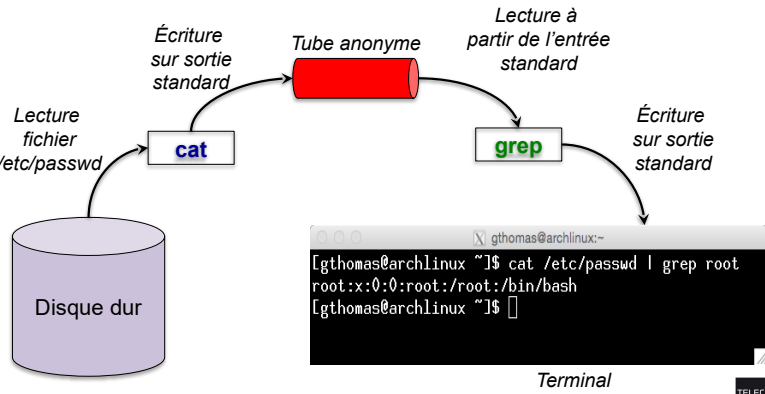 Écriture
sur sortie
standard
Tube anonyme
Lecture à
partir de l'entrée
standard
Lecture
fichier
/etc/passwd
cat
grep
Écriture
sur sortie
standard
Disque dur
gthomas@archlinux:~
[gthomas@archlinux ~]$ cat /etc/passwd | grep root
root:x:0:0:root:/root:/bin/bash
[gthomas@archlinux ~]$
Terminal